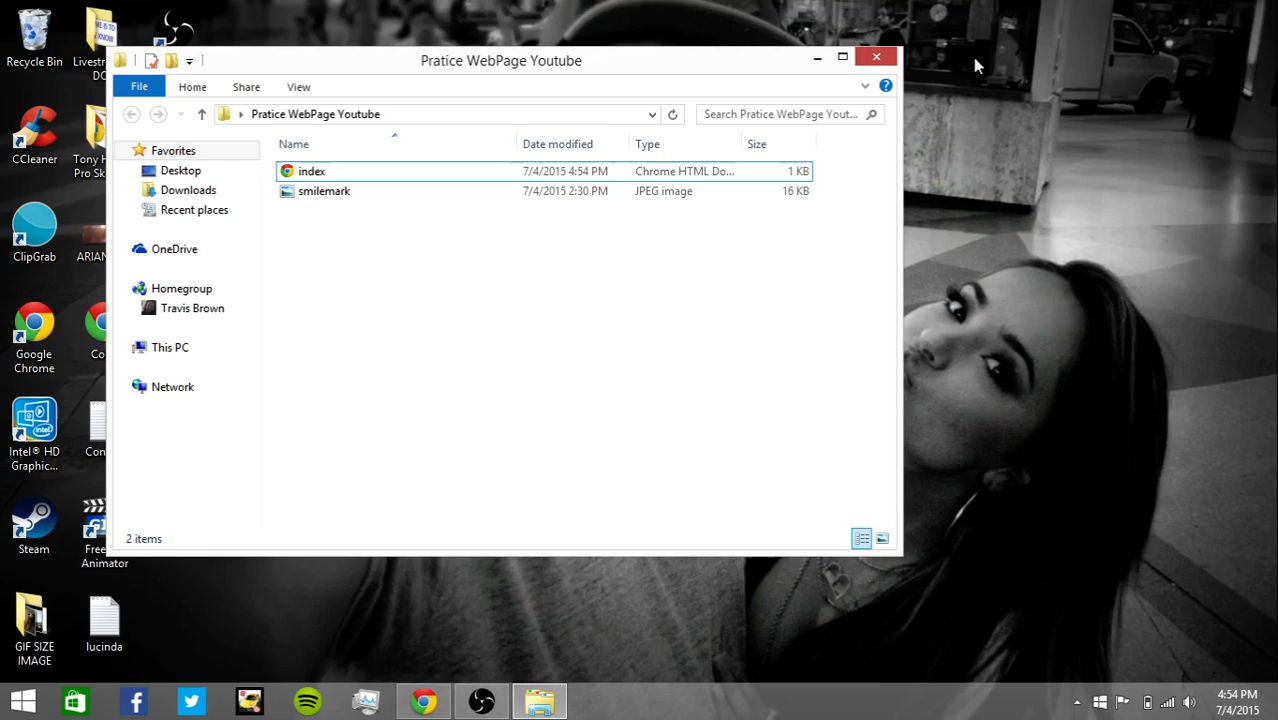 Recycle Bin
Livestr...
DO
CCleaner
Tony H
Pro Sk
ClipGrab
ARIAN
Google
Chrome
Co
Intel® HD
Graphic...
Con
Steam
Free
Animator
GIF SIZE
IMAGE
lucinda
Pratice WebPage Youtube
File Home Share View
Pratice WebPage Youtube
Search Pratice WebPage Yout...
Favorites
Desktop
Downloads
Recent places
OneDrive
Homegroup
Travis Brown
This PC
Network
Name Date modified Type Size
index 7/4/2015 4:54 PM Chrome HTML Do... 1 KB
smilemark 7/4/2015 2:30 PM JPEG image 16 KB
2 items
4:54 PM
7/4/2015